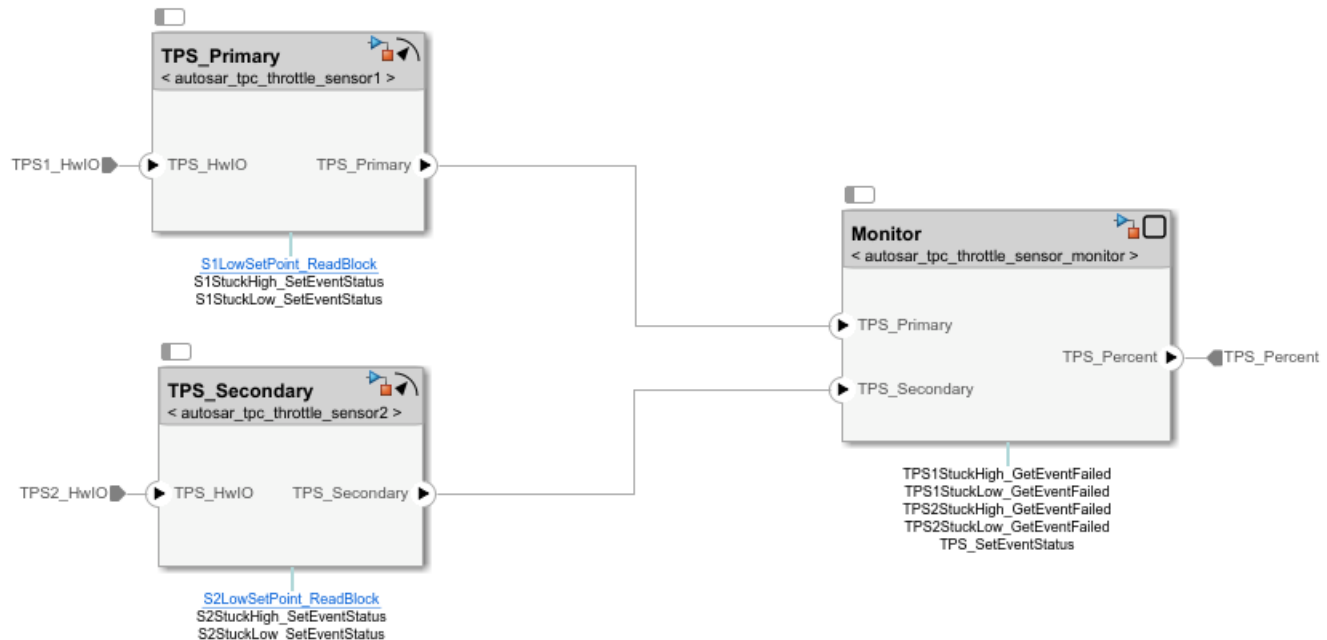 TPS_Primary
< autosar_tpc_throttle_sensor1 >
TPS1_HwIO
TPS_HwIO
TPS_Primary
S1LowSetPoint_ReadBlock
S1StuckHigh_SetEventStatus
S1StuckLow_SetEventStatus
TPS_Secondary
< autosar_tpc_throttle_sensor2 >
TPS2_HwIO
TPS_HwIO
TPS_Secondary
S2LowSetPoint_ReadBlock
S2StuckHigh_SetEventStatus
S2StuckLow_SetEventStatus
Monitor
< autosar_tpc_throttle_sensor_monitor >
TPS_Primary
TPS_Secondary
TPS_Percent
TPS_Percent
TPS1StuckHigh_GetEventFailed
TPS1StuckLow_GetEventFailed
TPS2StuckHigh_GetEventFailed
TPS2StuckLow_GetEventFailed
TPS_SetEventStatus